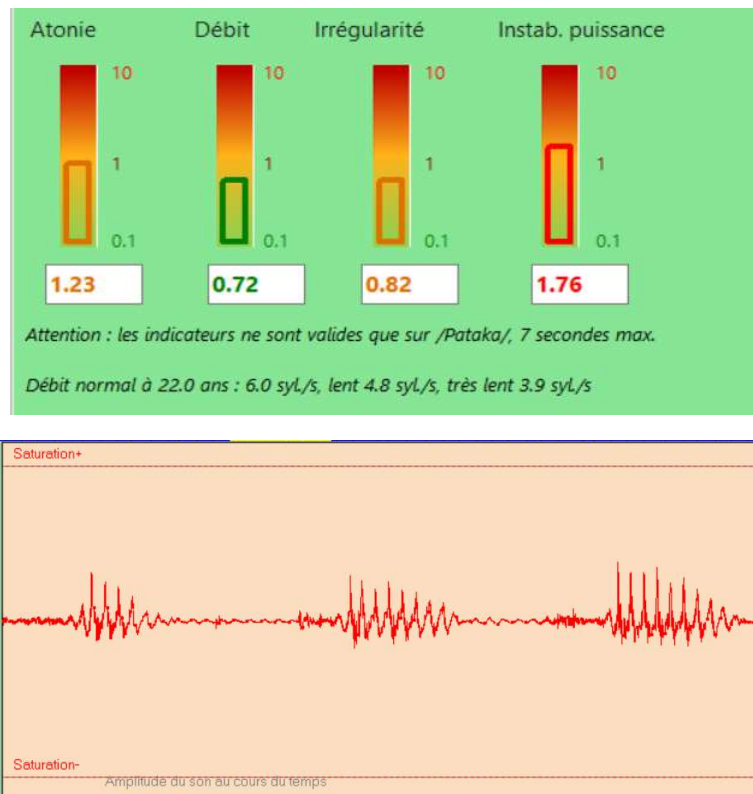 Atonie Débit Irrégularité Instab. puissance
10 10 10 10
1 1 1 1
0.1 0.1 0.1 0.1
1.23 0.72 0.82 1.76
Attention : les indicateurs ne sont valides que sur /Pataka/, 7 secondes max.
Débit normal à 22.0 ans : 6.0 syl./s, lent 4.8 syl./s, très lent 3.9 syl./s
Saturation+
Saturation-
Amplitude du son au cours du temps